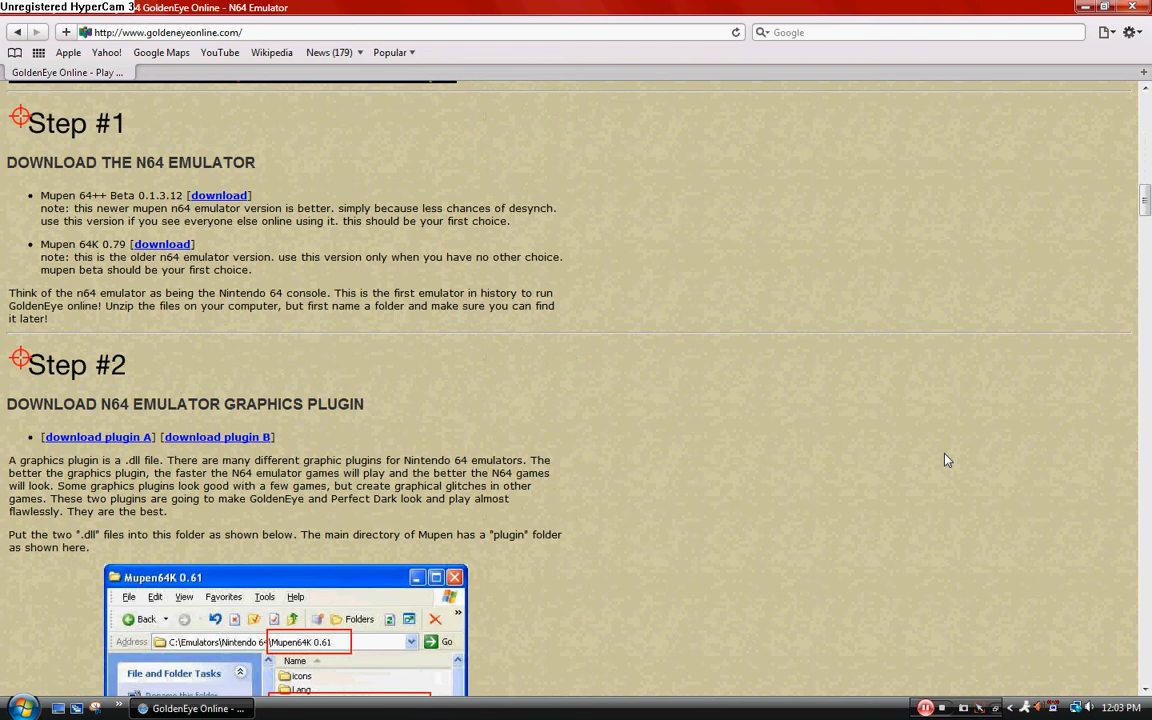 Unregistered HyperCam 3
4 GoldenEye Online - N64 Emulator
http://www.goldeneyeonline.com/
Google
Apple Yahoo! Google Maps YouTube Wikipedia News (179) Popular
GoldenEye Online - Play ...
Step #1
DOWNLOAD THE N64 EMULATOR
Mupen 64++ Beta 0.1.3.12 [download]
note: this newer mupen n64 emulator version is better. simply because less chances of desynch.
use this version if you see everyone else online using it. this should be your first choice.
Mupen 64K 0.79 [download]
note: this is the older n64 emulator version. use this version only when you have no other choice.
mupen beta should be your first choice.
Think of the n64 emulator as being the Nintendo 64 console. This is the first emulator in history to run
GoldenEye online! Unzip the files on your computer, but first name a folder and make sure you can find
it later!
Step #2
DOWNLOAD N64 EMULATOR GRAPHICS PLUGIN
[download plugin A] [download plugin B]
A graphics plugin is a .dll file. There are many different graphic plugins for Nintendo 64 emulators. The
better the graphics plugin, the faster the N64 emulator games will play and the better the N64 games
will look. Some graphics plugins look good with a few games, but create graphical glitches in other
games. These two plugins are going to make GoldenEye and Perfect Dark look and play almost
flawlessly. They are the best.
Put the two ".dll" files into this folder as shown below. The main directory of Mupen has a "plugin" folder
as shown here.
Mupen64K 0.61
File Edit View Favorites Tools Help
Back Folders
Address C:\Emulators\Nintendo 64\Mupen64K 0.61 Go
Name
File and Folder Tasks
icons
Lang
Rename this folder
GoldenEye Online - ...
12:03 PM